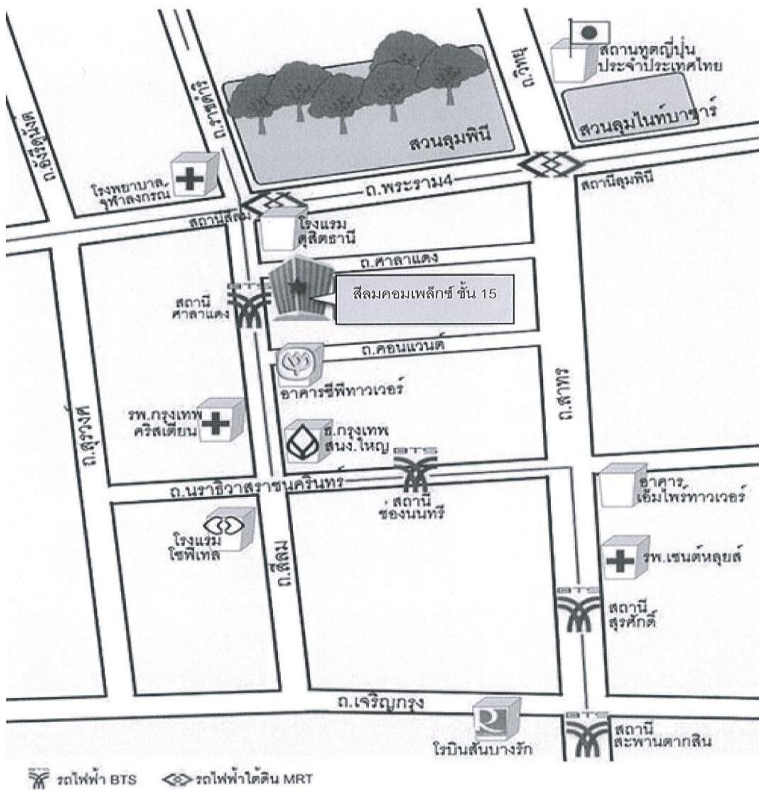 สถานทูตญี่ปุ่น
ประจำประเทศไทย
ถ.วิทยุ
ถ.ราชดำริ
ถ.อังรีดูนังต์
สวนลุมไนท์บาซาร์
สวนลุมพินี
โรงพยาบาล
จุฬาลงกรณ์
ถ.พระราม4
สถานีลุมพินี
สถานีสีลม
โรงแรม
ดุสิตธานี
ถ.ศาลาแดง
BTS
สถานี
ศาลาแดง
สีลมคอมเพล็กซ์ ชั้น 15
ถ.คอนแวนต์
อาคารซีพีทาวเวอร์
ถ.สาทร
ถ.สุรวงศ์
รพ.กรุงเทพ
คริสเตียน
ธ.กรุงเทพ
สนง.ใหญ่
BTS
ถ.นราธิวาสราชนครินทร์
สถานี
ช่องนนทรี
อาคาร
เอ็มไพร์ทาวเวอร์
โรงแรม
โซฟิเทล
ถ.สีลม
รพ.เซนต์หลุยส์
BTS
สถานี
สุรศักดิ์
ถ.เจริญกรุง
โรบินสันบางรัก
BTS
สถานี
สะพานตากสิน
รถไฟฟ้า BTS
รถไฟฟ้าใต้ดิน MRT